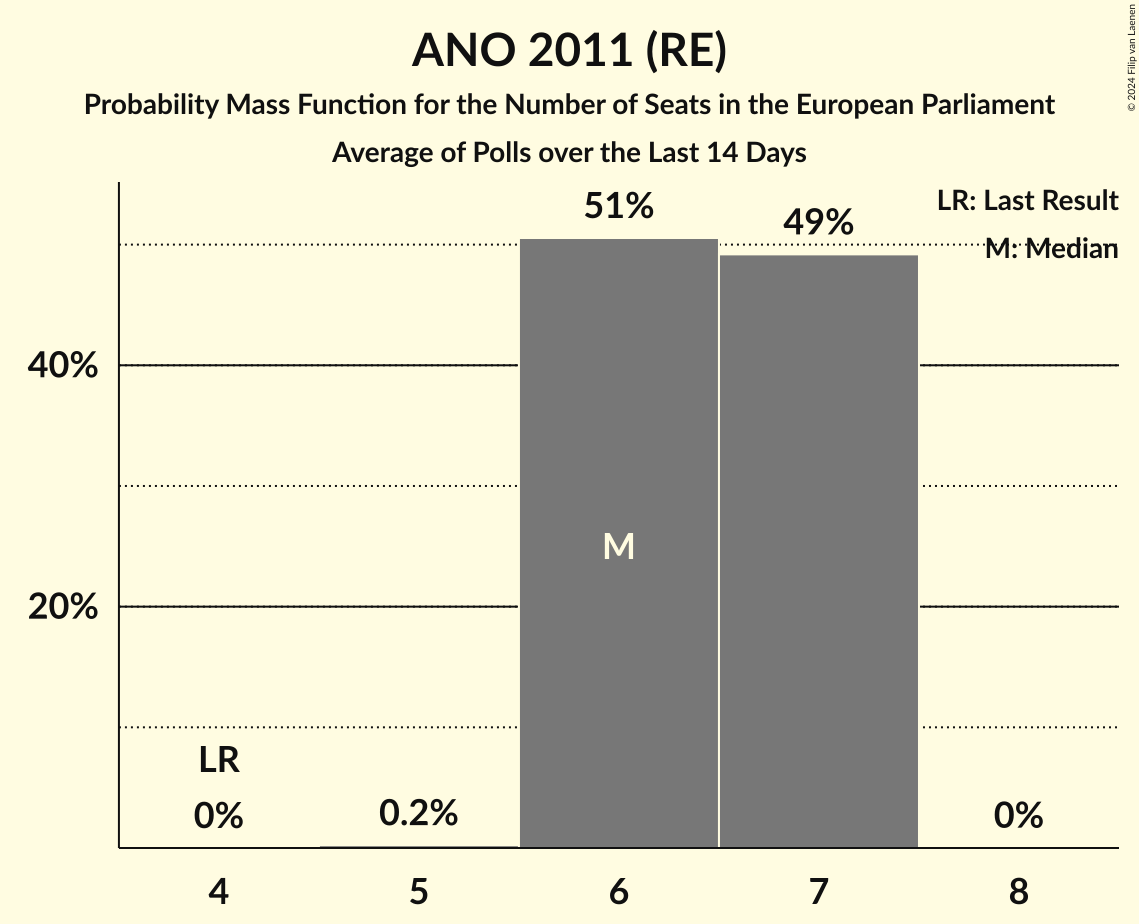 ANO 2011 (RE)
Probability Mass Function for the Number of Seats in the European Parliament
Average of Polls over the Last 14 Days
© 2024 Filip van Laenen
LR: Last Result
M: Median
51%
49%
40%
M
20%
LR
0%
0.2%
0%
4
5
6
7
8